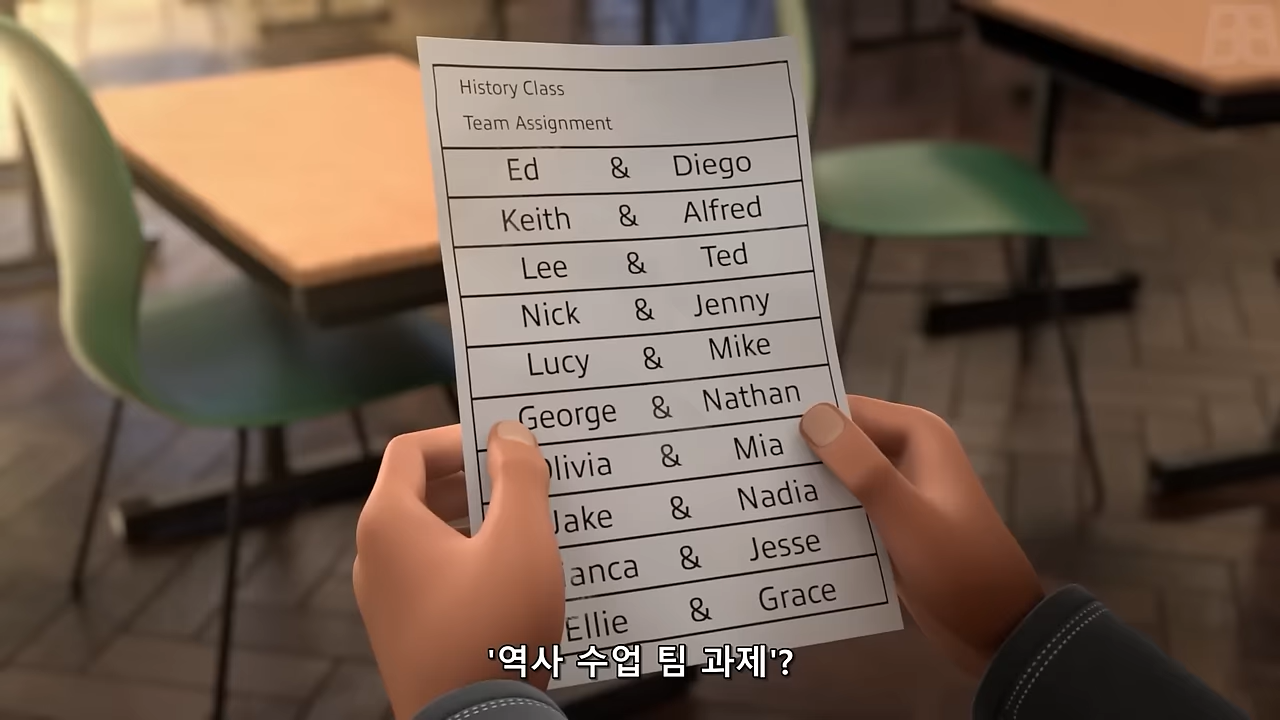 History Class
Team Assignment
Ed & Diego
Keith & Alfred
Lee & Ted
Nick & Jenny
Lucy & Mike
George & Nathan
& Mia
Jake & Nadia
& Jesse
Ellie & Grace
'역사 수업 팀 과제'?